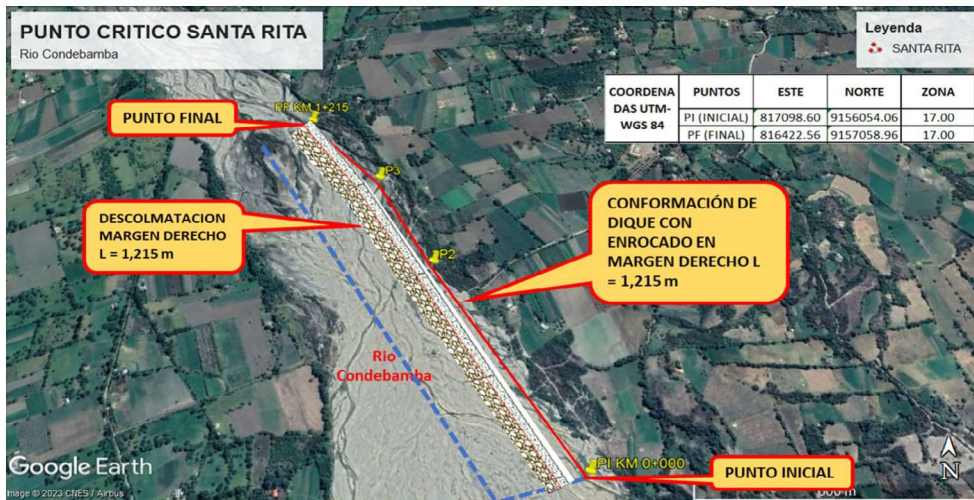 PUNTO CRITICO SANTA RITA
Rio Condebamba
Leyenda
SANTA RITA
COORDENA
DAS UTM-
WGS 84
PUNTOS ESTE NORTE ZONA
PI (INICIAL) 817098.60 9156054.06 17.00
PF (FINAL) 816422.56 9157058.96 17.00
PF KM 1+215
PUNTO FINAL
P3
DESCOLMATACION
MARGEN DERECHO
L = 1,215 m
CONFORMACIÓN DE
DIQUE CON
ENROCADO EN
MARGEN DERECHO L
= 1,215 m
P2
Rio
Condebamba
PI KM 0+000
PUNTO INICIAL
Google Earth
Image © 2023 CNES / Airbus
N